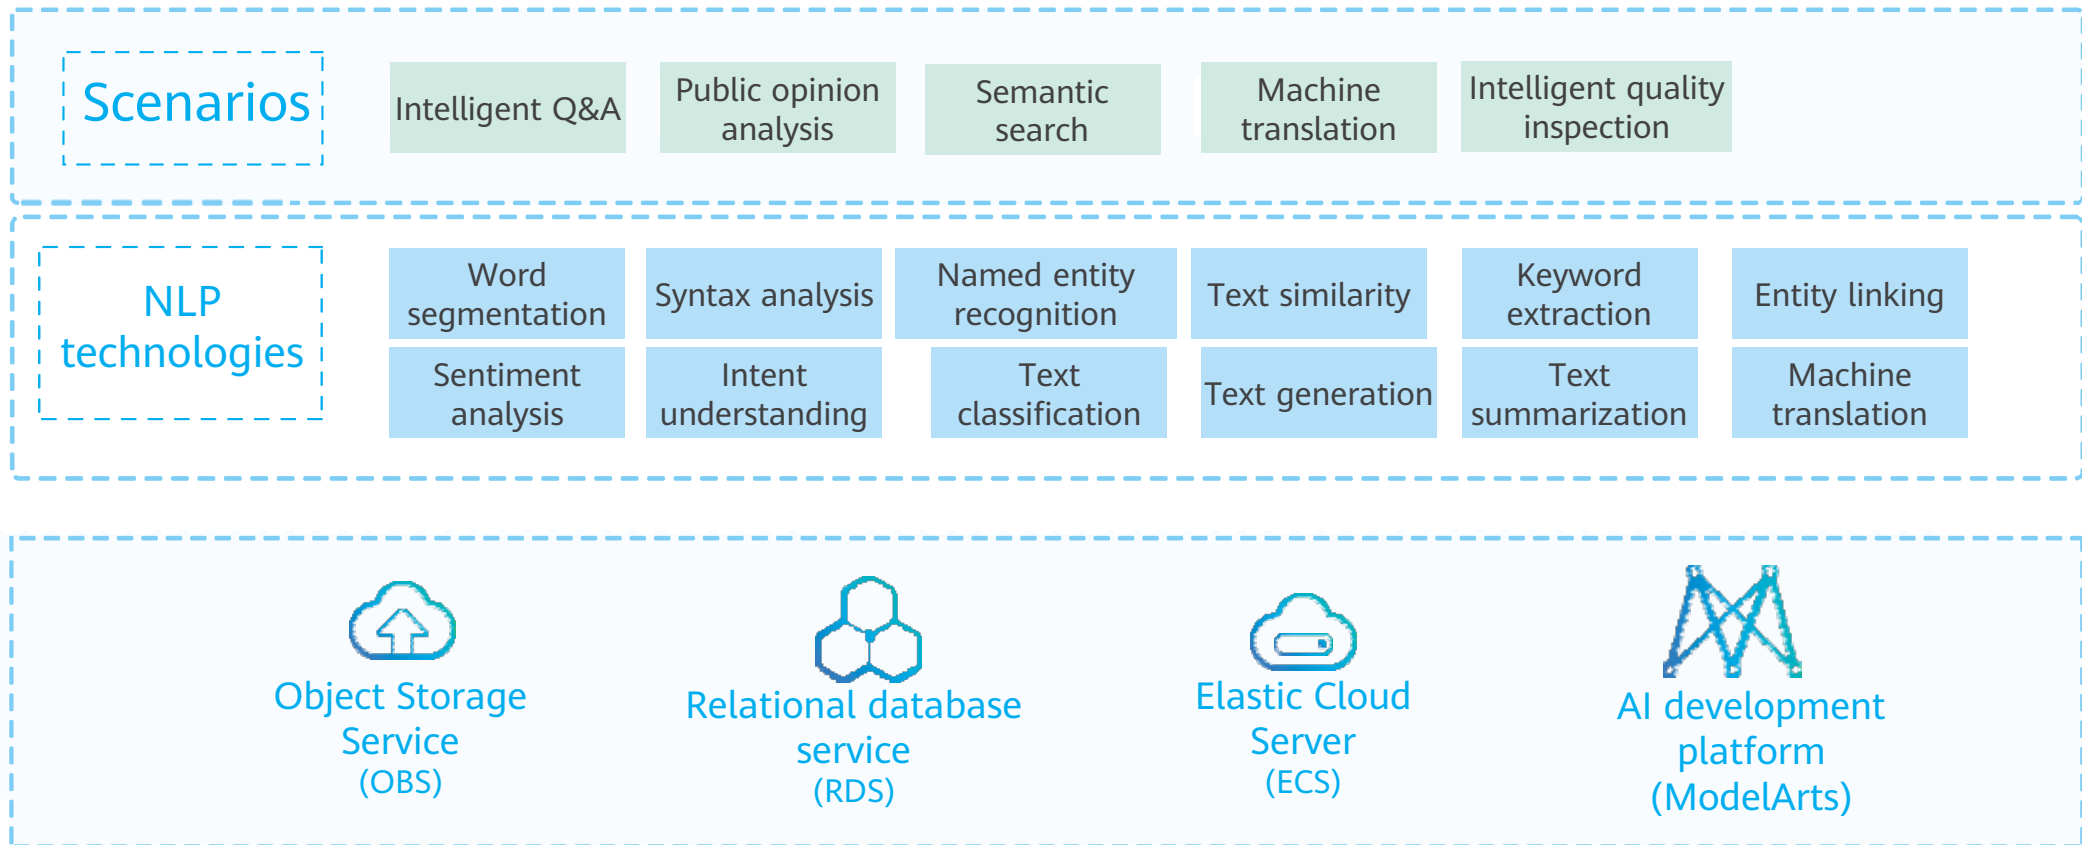 Scenarios
Intelligent Q&A
Public opinion
analysis
Semantic
search
Machine
translation
Intelligent quality
inspection
NLP
technologies
Word
segmentation
Syntax analysis
Named entity
recognition
Text similarity
Keyword
extraction
Entity linking
Sentiment
analysis
Intent
understanding
Text
classification
Text generation
Text
summarization
Machine
translation
Object Storage
Service
(OBS)
Relational database
service
(RDS)
Elastic Cloud
Server
(ECS)
AI development
platform
(ModelArts)